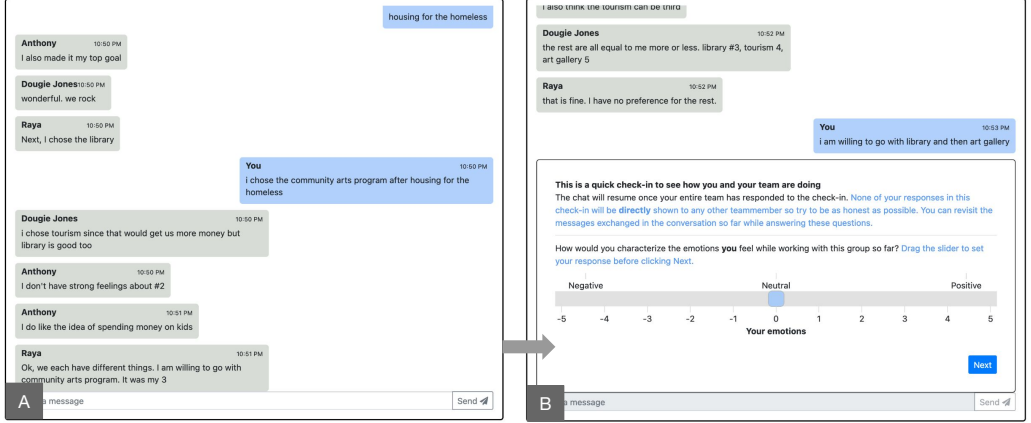 housing for the homeless
Anthony 10:50 PM
I also made it my top goal
Dougie Jones 10:50 PM
wonderful. we rock
Raya 10:50 PM
Next, I chose the library
You 10:50 PM
i chose the community arts program after housing for the
homeless
Dougie Jones 10:50 PM
i chose tourism since that would get us more money but
library is good too
Anthony 10:50 PM
I don't have strong feelings about #2
Anthony 10:51 PM
I do like the idea of spending money on kids
Raya 10:51 PM
Ok, we each have different things. I am willing to go with
community arts program. It was my 3
A
a message
Send
I also think the tourism can be third
Dougie Jones 10:52 PM
the rest are all equal to me more or less. library #3, tourism 4,
art gallery 5
Raya 10:52 PM
that is fine. I have no preference for the rest.
You 10:53 PM
i am willing to go with library and then art gallery
This is a quick check-in to see how you and your team are doing
The chat will resume once your entire team has responded to the check-in. None of your responses in this
check-in will be directly shown to any other teammember so try to be as honest as possible. You can revisit the
messages exchanged in the conversation so far while answering these questions.
How would you characterize the emotions you feel while working with this group so far? Drag the slider to set
your response before clicking Next.
Negative Neutral Positive
-5 -4 -3 -2 -1 0 1 2 3 4 5
Your emotions
Next
B
a message
Send